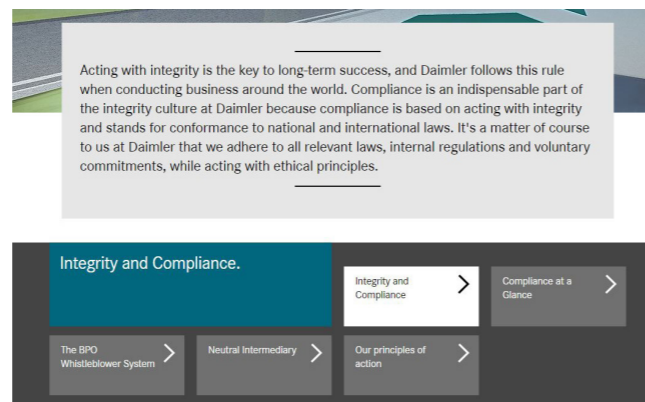 Acting with integrity is the key to long-term success, and Daimler follows this rule
when conducting business around the world. Compliance is an indispensable part of
the integrity culture at Daimler because compliance is based on acting with integrity
and stands for conformance to national and international laws. It's a matter of course
to us at Daimler that we adhere to all relevant laws, internal regulations and voluntary
commitments, while acting with ethical principles.
Integrity and Compliance.
Integrity and
Compliance
Compliance at a
Glance
The BPO
Whistleblower System
Neutral Intermediary
Our principles of
action